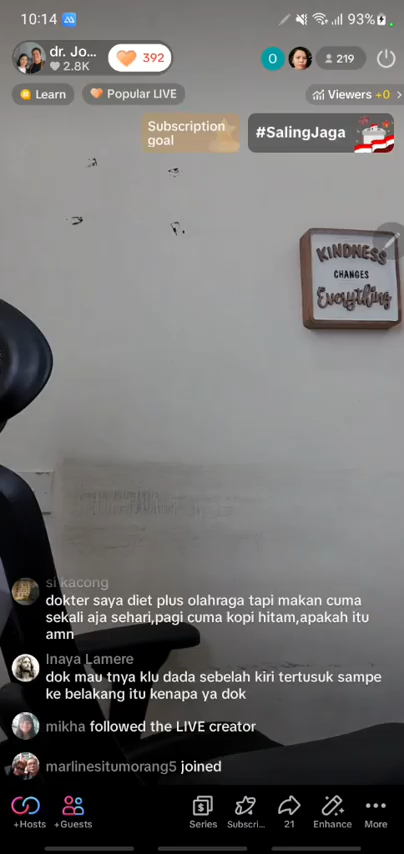 10:14
93%
dr. Jo...
2.8K
392
O
219
Learn
Popular LIVE
Viewers +0
Subscription
goal
#SalingJaga
KINDNESS
CHANGES
Everything
si kacong
dokter saya diet plus olahraga tapi makan cuma
sekali aja sehari,pagi cuma kopi hitam,apakah itu
amn
Inaya Lamere
dok mau tnya klu dada sebelah kiri tertusuk sampe
ke belakang itu kenapa ya dok
mikha followed the LIVE creator
marlinesitumorang5 joined
+Hosts
+Guests
Series
Subscri...
21
Enhance
More